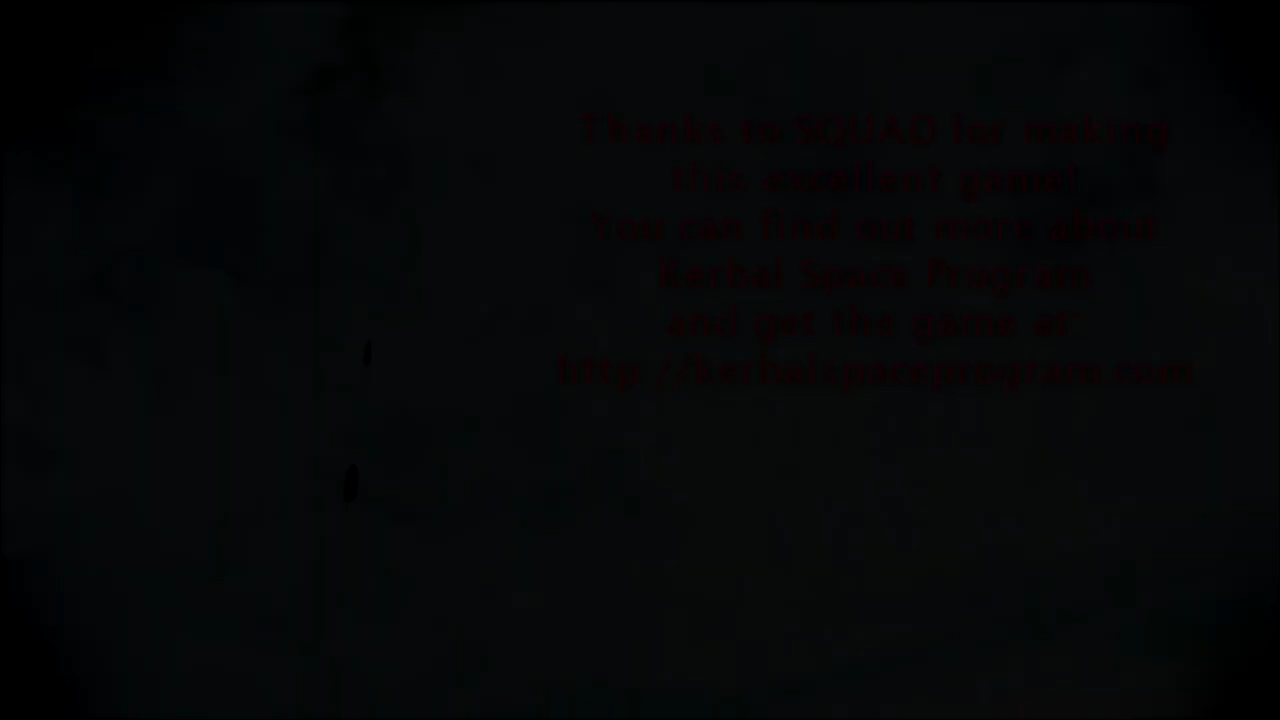 Thanks to SQUAD for making
this excellent game!
You can find out more about
Kerbal Space Program
and get the game at:
http://kerbalspaceprogram.com